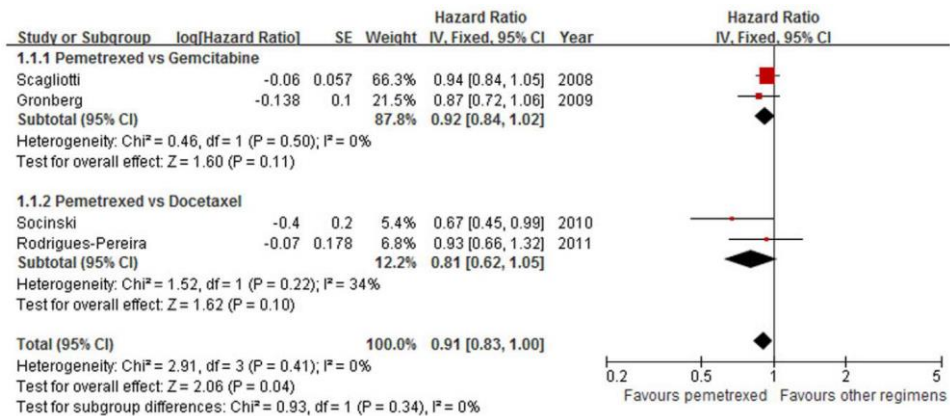 Hazard Ratio Hazard Ratio
Study or Subgroup log[Hazard Ratio] SE Weight IV, Fixed, 95% CI Year IV, Fixed, 95% CI
1.1.1 Pemetrexed vs Gemcitabine
Scagliotti -0.06 0.057 66.3% 0.94 [0.84, 1.05] 2008
Gronberg -0.138 0.1 21.5% 0.87 [0.72, 1.06] 2009
Subtotal (95% CI) 87.8% 0.92 [0.84, 1.02]
Heterogeneity: Chi² = 0.46, df = 1 (P = 0.50); I² = 0%
Test for overall effect: Z = 1.60 (P = 0.11)
1.1.2 Pemetrexed vs Docetaxel
Socinski -0.4 0.2 5.4% 0.67 [0.45, 0.99] 2010
Rodrigues-Pereira -0.07 0.178 6.8% 0.93 [0.66, 1.32] 2011
Subtotal (95% CI) 12.2% 0.81 [0.62, 1.05]
Heterogeneity: Chi² = 1.52, df = 1 (P = 0.22); I² = 34%
Test for overall effect: Z = 1.62 (P = 0.10)
Total (95% CI) 100.0% 0.91 [0.83, 1.00]
Heterogeneity: Chi² = 2.91, df = 3 (P = 0.41); I² = 0%
Test for overall effect: Z = 2.06 (P = 0.04)
Test for subgroup differences: Chi² = 0.93, df = 1 (P = 0.34), I² = 0%
0.2 0.5 1 2 5
Favours pemetrexed Favours other regimens